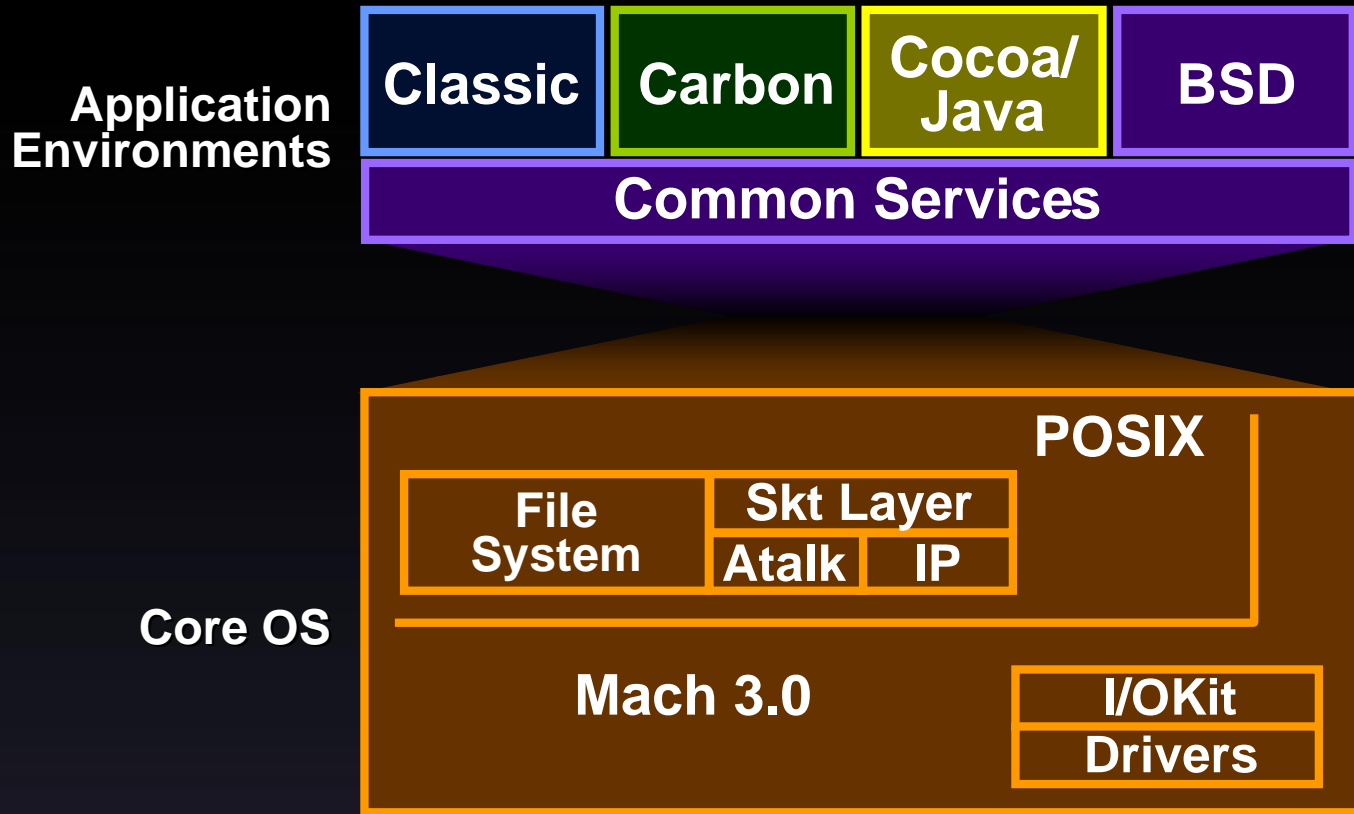 Application
Environments
Classic
Carbon
Cocoa/
Java
BSD
Common Services
Core OS
POSIX
File
System
Skt Layer
Atalk
IP
Mach 3.0
I/OKit
Drivers